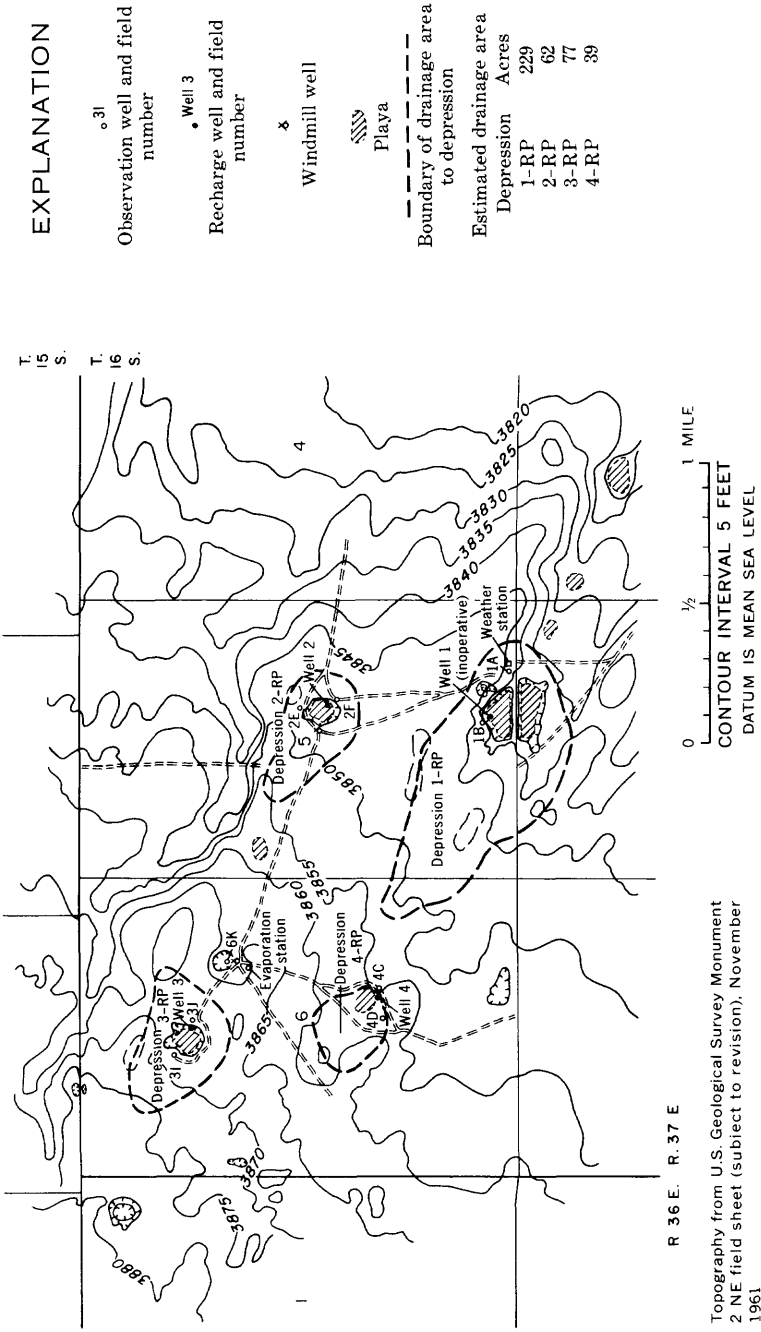 EXPLANATION
31
Observation well and field
number
Well 3
Recharge well and field
number
Windmill well
Playa
Boundary of drainage area
to depression
Estimated drainage area
Depression Acres
1-RP 229
2-RP 62
3-RP 77
4-RP 39
T.
15
S.
T.
16
S.
3880
3875
3870
3865
3860
3855
3850
3845
3840
3835
3830
3825
3820
1
6
5
4
Depression 3-RP
Well 3
3I
3J
6K
Evaporation
station
Depression
4-RP
4C
4D
Well 4
Depression 2-RP
2E
Well 2
2F
Depression 1-RP
Well 1
(inoperative)
1A
1B
Weather
station
R 36 E. R. 37 E
0 ½ 1 MILE
CONTOUR INTERVAL 5 FEET
DATUM IS MEAN SEA LEVEL
Topography from U.S. Geological Survey Monument
2 NE field sheet (subject to revision), November
1961